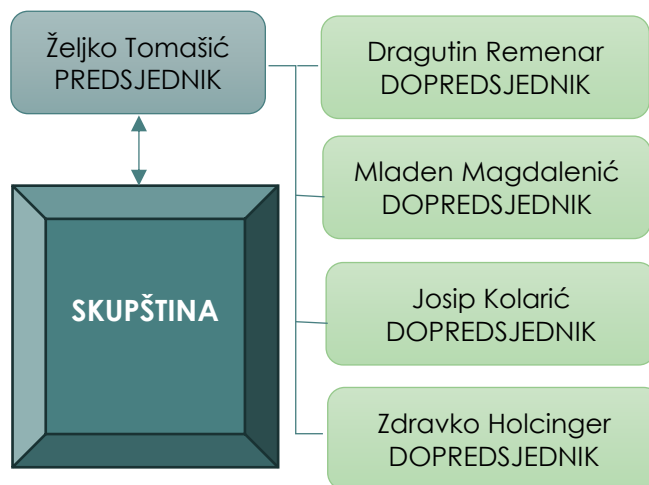 Željko Tomašić
PREDSJEDNIK
Dragutin Remenar
DOPREDSJEDNIK
Mladen Magdalenić
DOPREDSJEDNIK
SKUPŠTINA
Josip Kolarić
DOPREDSJEDNIK
Zdravko Holcinger
DOPREDSJEDNIK